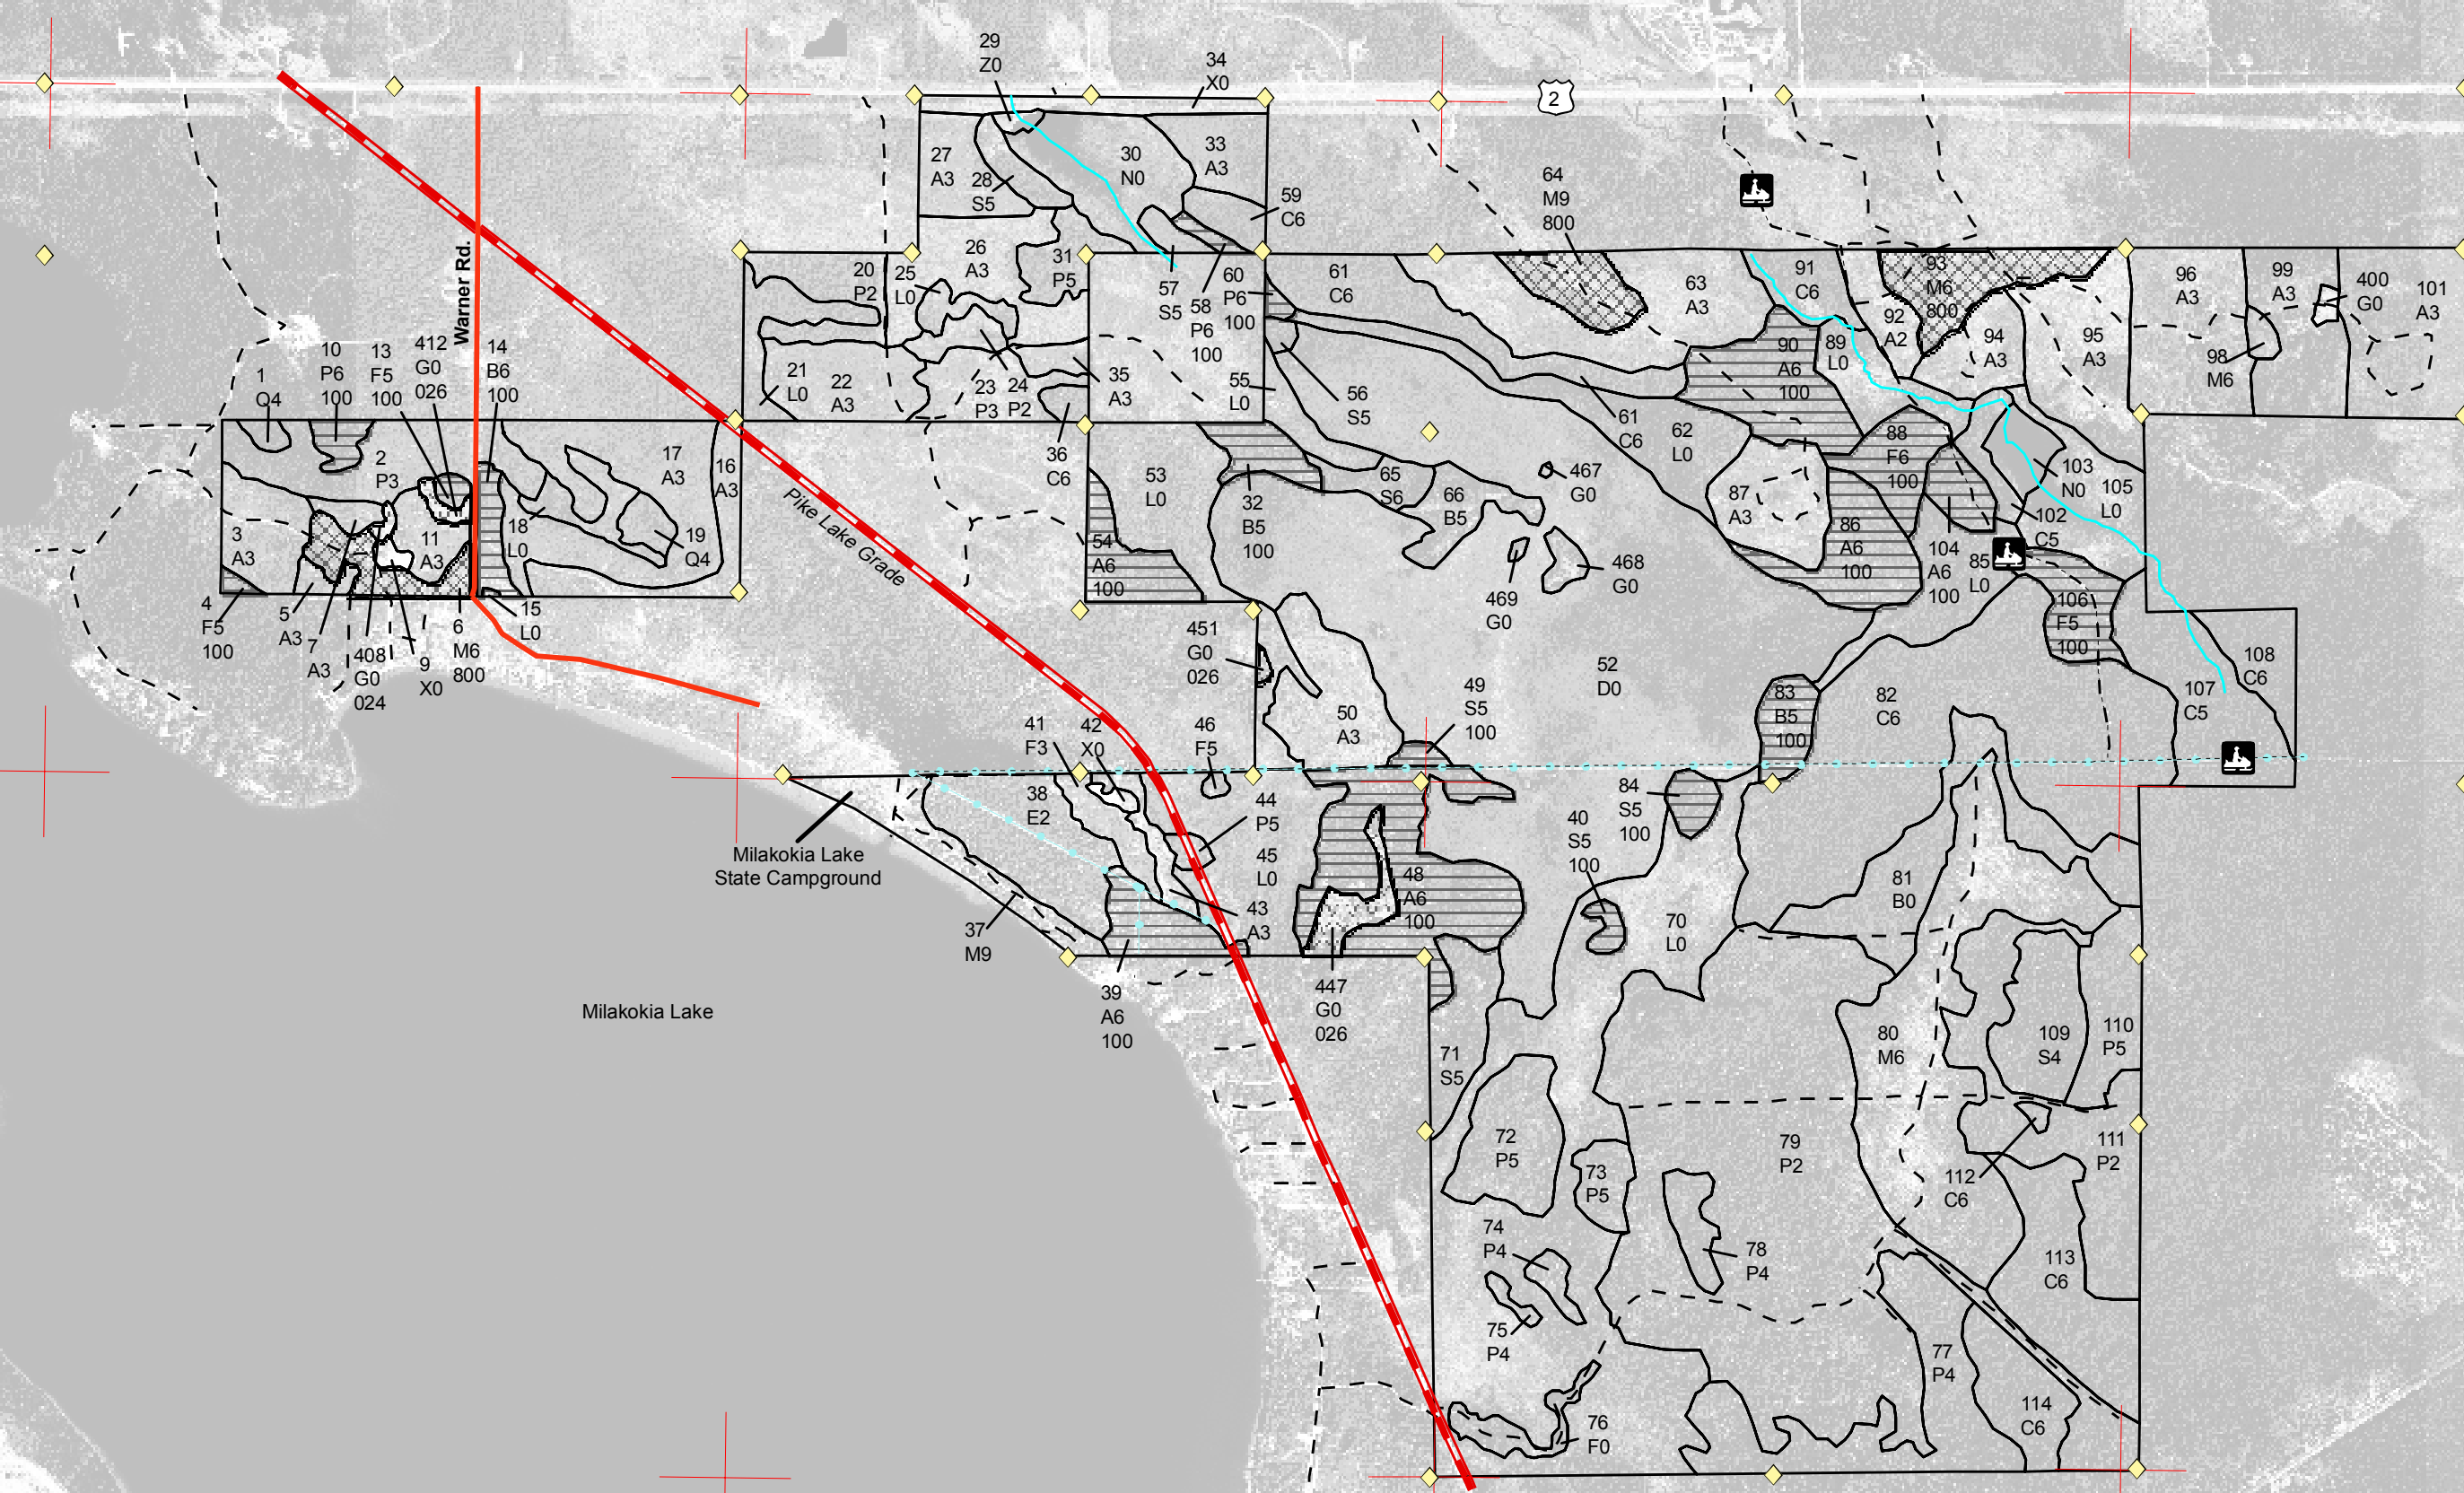 29
Z0
34
X0
2
27
A3
28
S5
30
N0
33
A3
59
C6
64
M9
800
20
P2
25
L0
26
A3
31
P5
57
S5
58
P6
100
60
P6
100
61
C6
63
A3
91
C6
92
A2
93
M6
800
94
A3
95
A3
96
A3
98
M6
99
A3
400
G0
101
A3
Warner Rd.
1
Q4
10
P6
100
13
F5
100
412
G0
026
14
B6
100
21
L0
22
A3
23
P3
24
P2
35
A3
36
C6
55
L0
56
S5
61
C6
62
L0
90
A6
100
89
L0
88
F6
100
2
P3
3
A3
4
F5
100
5
A3
7
A3
408
G0
024
9
X0
11
A3
6
M6
800
15
L0
18
L0
17
A3
16
A3
19
Q4
Pike Lake Grade
53
L0
54
A6
100
32
B5
100
65
S6
66
B5
467
G0
468
G0
469
G0
87
A3
86
A6
100
104
A6
100
85
L0
102
C5
103
N0
105
L0
106
F5
100
107
C5
108
C6
451
G0
026
50
A3
49
S5
100
52
D0
83
B5
100
82
C6
41
F3
42
X0
46
F5
38
E2
44
P5
45
L0
43
A3
48
A6
100
40
S5
100
84
S5
100
70
L0
81
B0
Milakokia Lake
State Campground
37
M9
39
A6
100
447
G0
026
Milakokia Lake
71
S5
72
P5
73
P5
74
P4
75
P4
76
F0
77
P4
78
P4
79
P2
80
M6
109
S4
110
P5
111
P2
112
C6
113
C6
114
C6